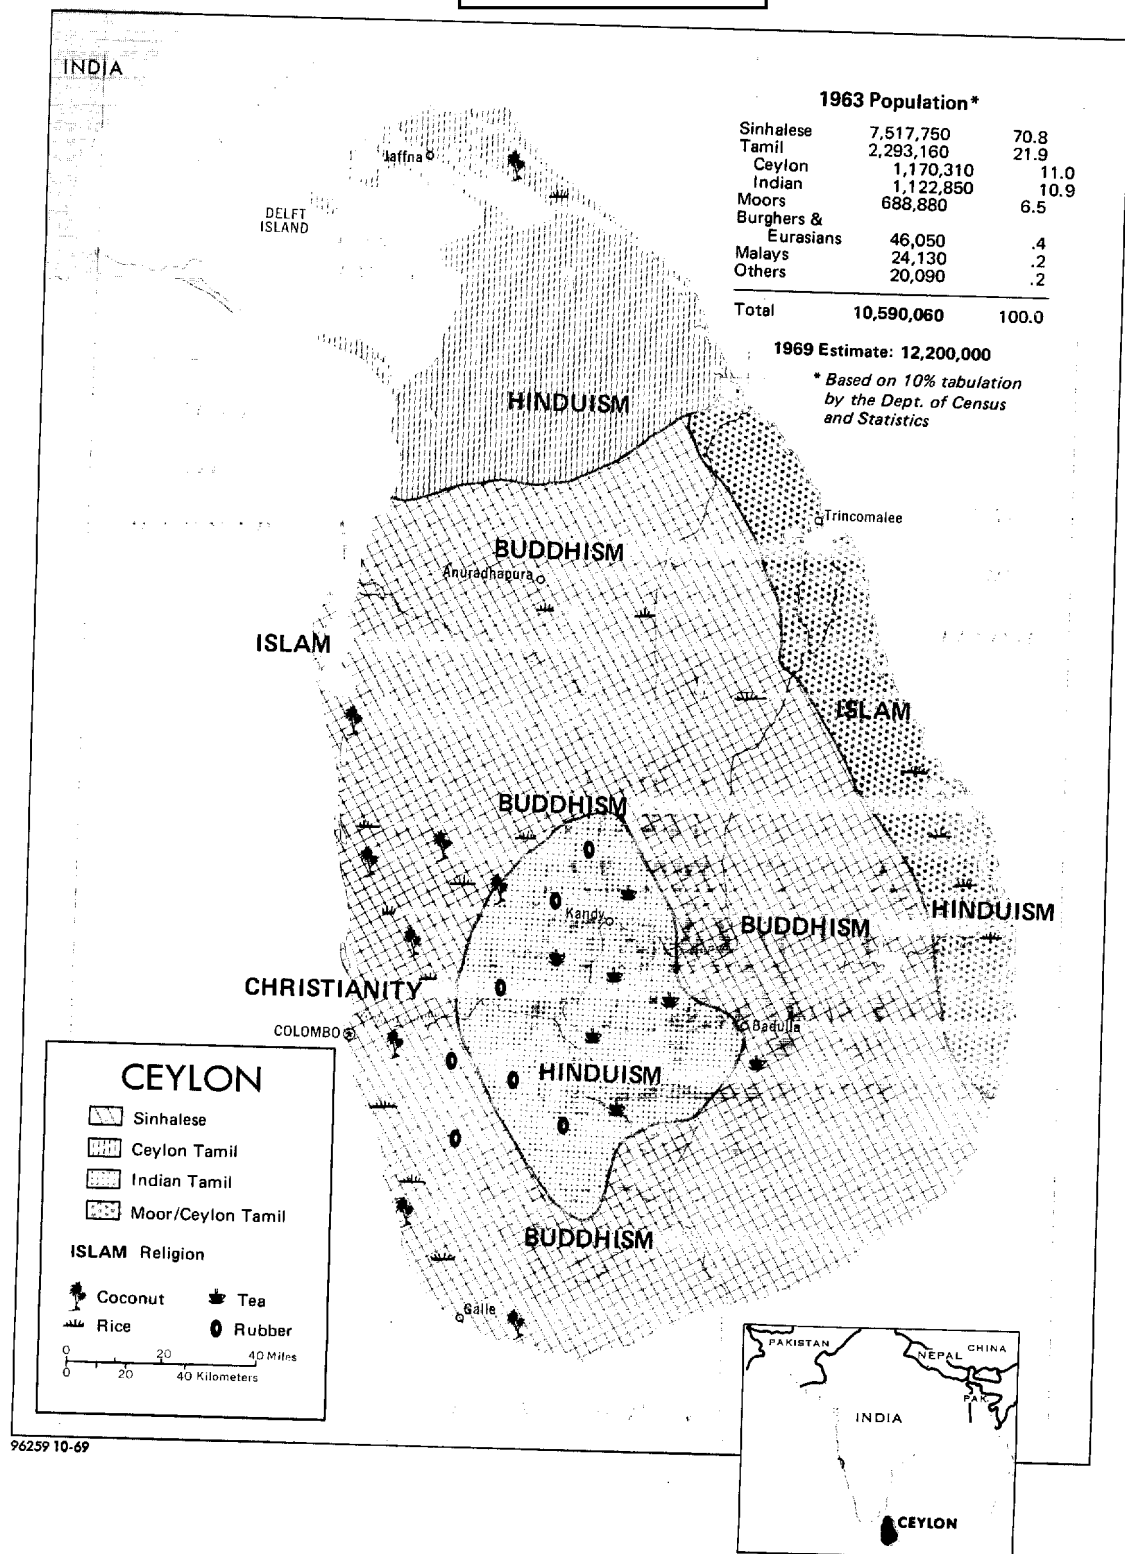 INDIA
1963 Population*
Sinhalese 7,517,750 70.8
Tamil 2,293,160 21.9
Ceylon 1,170,310 11.0
Indian 1,122,850 10.9
Moors 688,880 6.5
Burghers &
Eurasians 46,050 .4
Malays 24,130 .2
Others 20,090 .2
Total 10,590,060 100.0
1969 Estimate: 12,200,000
* Based on 10% tabulation
by the Dept. of Census
and Statistics
Jaffna
DELFT
ISLAND
HINDUISM
Trincomalee
BUDDHISM
Anuradhapura
ISLAM
ISLAM
BUDDHISM
Kandy
HINDUISM
BUDDHISM
CHRISTIANITY
COLOMBO
Badulla
HINDUISM
BUDDHISM
Galle
CEYLON
Sinhalese
Ceylon Tamil
Indian Tamil
Moor/Ceylon Tamil
ISLAM Religion
Coconut Tea
Rice Rubber
0 20 40 Miles
0 20 40 Kilometers
PAKISTAN
NEPAL
CHINA
PAK.
INDIA
CEYLON
96259 10-69